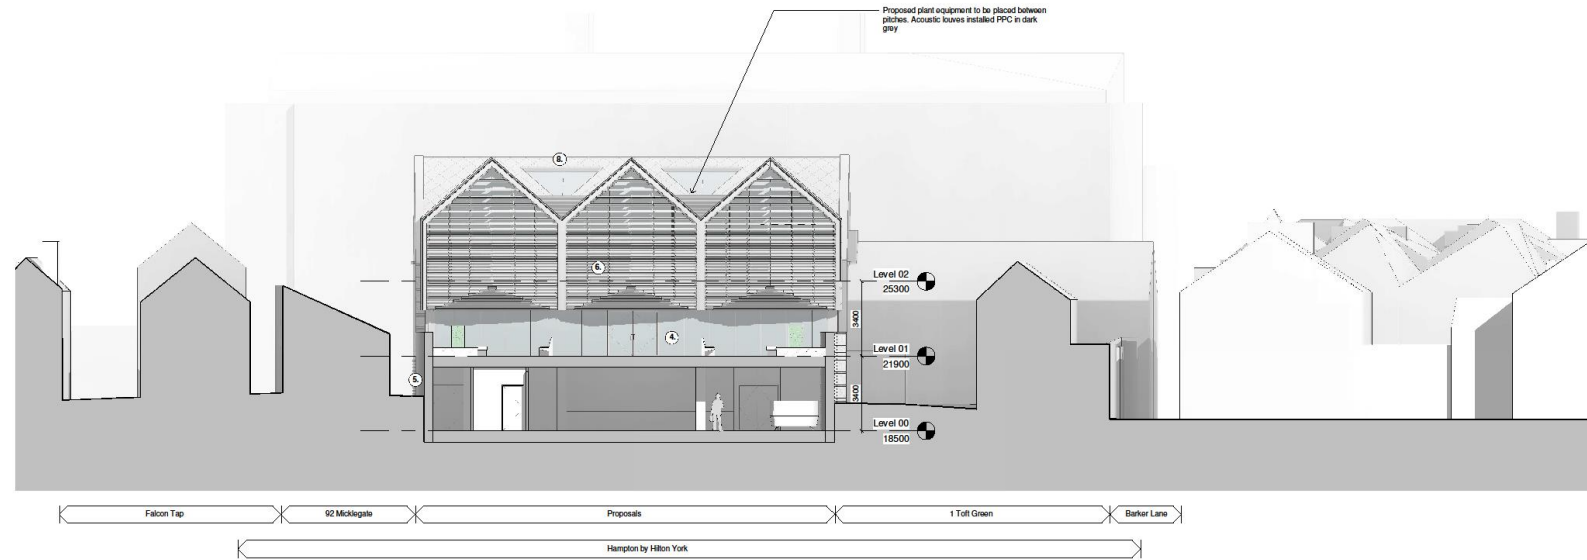 Proposed plant equipment to be placed between
pitches. Acoustic louves installed PPC in dark
grey
8.
6.
Level 02
25300
3400
4.
Level 01
21900
5.
3400
Level 00
18500
Falcon Tap
92 Micklegate
Proposals
1 Toft Green
Barker Lane
Hampton by Hilton York